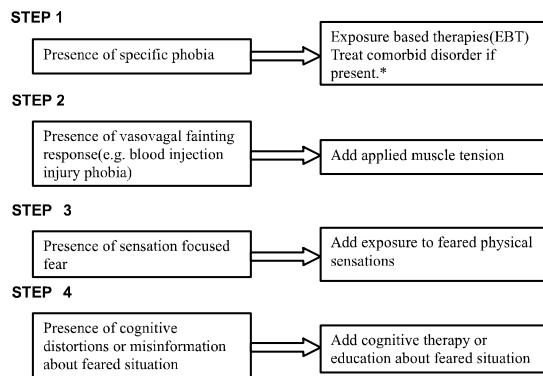 STEP 1
Presence of specific phobia
Exposure based therapies(EBT)
Treat comorbid disorder if
present.*
STEP 2
Presence of vasovagal fainting
response(e.g. blood injection
injury phobia)
Add applied muscle tension
STEP 3
Presence of sensation focused
fear
Add exposure to feared physical
sensations
STEP 4
Presence of cognitive
distortions or misinformation
about feared situation
Add cognitive therapy or
education about feared situation